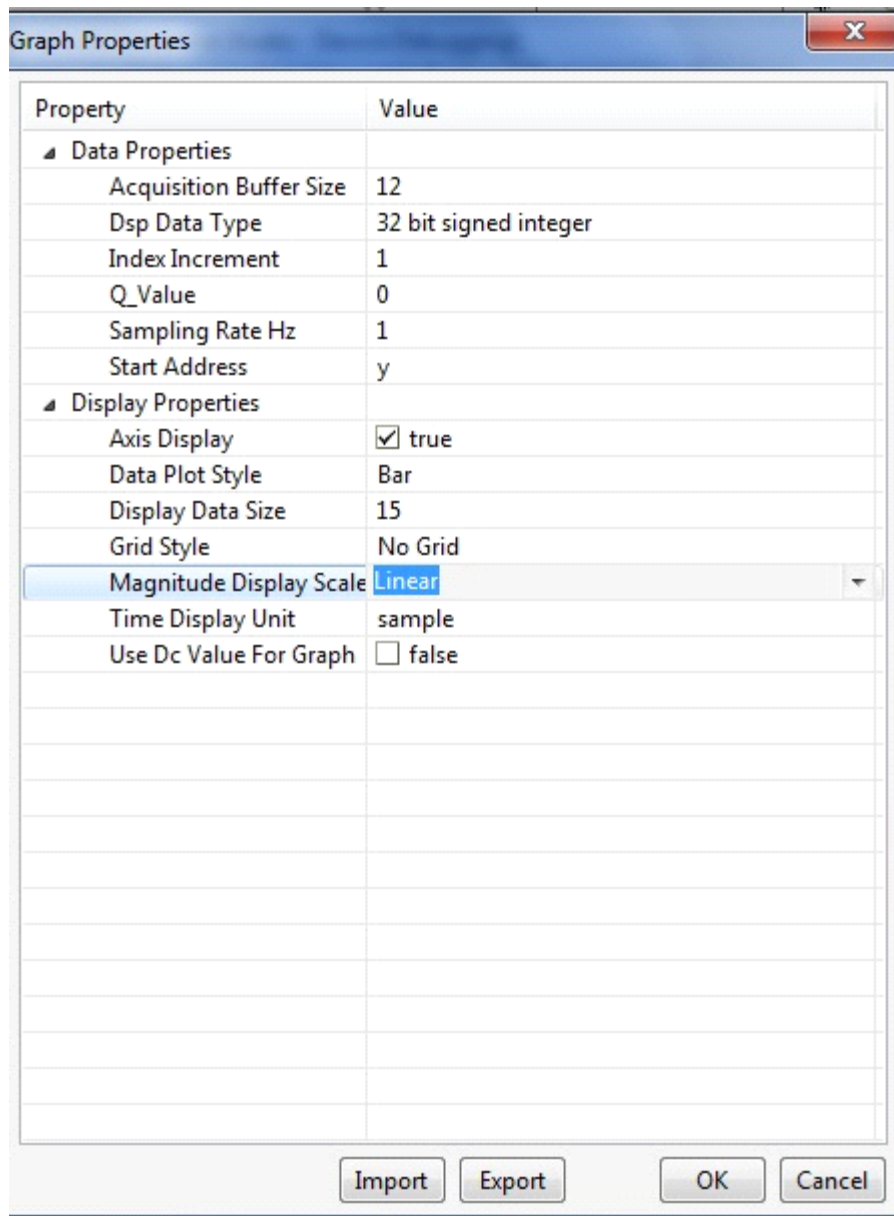 Graph Properties
Property Value
Data Properties
Acquisition Buffer Size 12
Dsp Data Type 32 bit signed integer
Index Increment 1
Q_Value 0
Sampling Rate Hz 1
Start Address y
Display Properties
Axis Display true
Data Plot Style Bar
Display Data Size 15
Grid Style No Grid
Magnitude Display Scale Linear
Time Display Unit sample
Use Dc Value For Graph false
Import Export OK Cancel